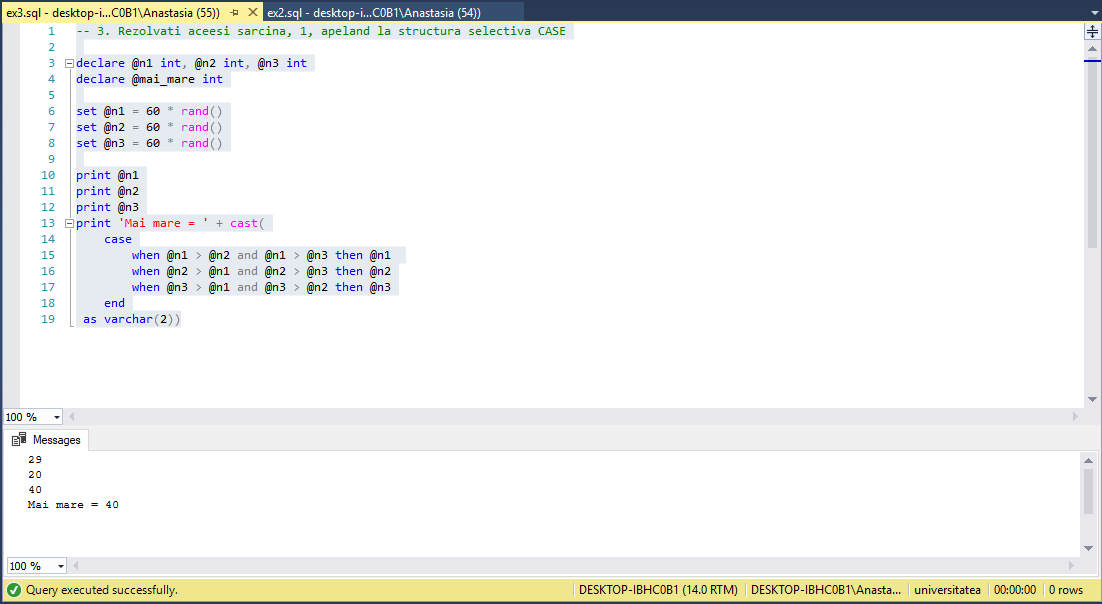 ex3.sql - desktop-i...C0B1\Anastasia (55)) ex2.sql - desktop-i...C0B1\Anastasia (54))
1 -- 3. Rezolvati aceesi sarcina, 1, apeland la structura selectiva CASE
2
3 declare @n1 int, @n2 int, @n3 int
4 declare @mai_mare int
5
6 set @n1 = 60 * rand()
7 set @n2 = 60 * rand()
8 set @n3 = 60 * rand()
9
10 print @n1
11 print @n2
12 print @n3
13 print 'Mai mare = ' + cast(
14 case
15 when @n1 > @n2 and @n1 > @n3 then @n1
16 when @n2 > @n1 and @n2 > @n3 then @n2
17 when @n3 > @n1 and @n3 > @n2 then @n3
18 end
19 as varchar(2))
100 %
Messages
29
20
40
Mai mare = 40
100 %
Query executed successfully. DESKTOP-IBHC0B1 (14.0 RTM) DESKTOP-IBHC0B1\Anasta... universitatea 00:00:00 0 rows